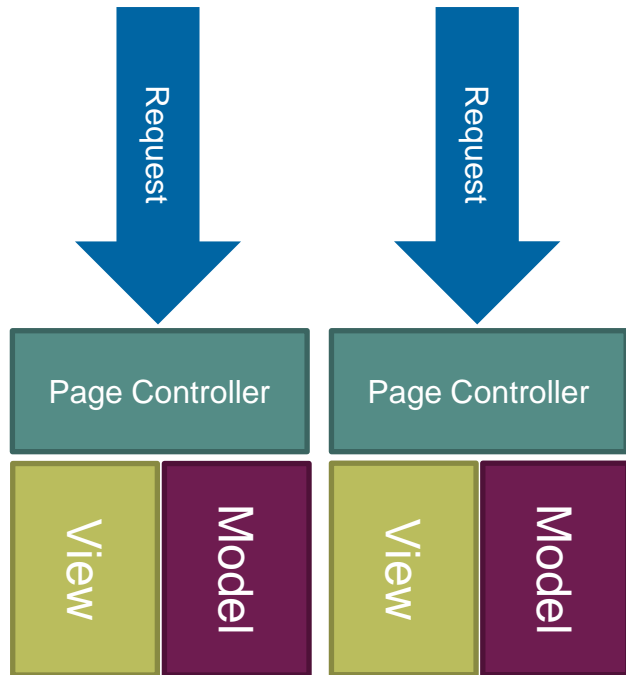 Request
Request
Page Controller
Page Controller
View
Model
View
Model